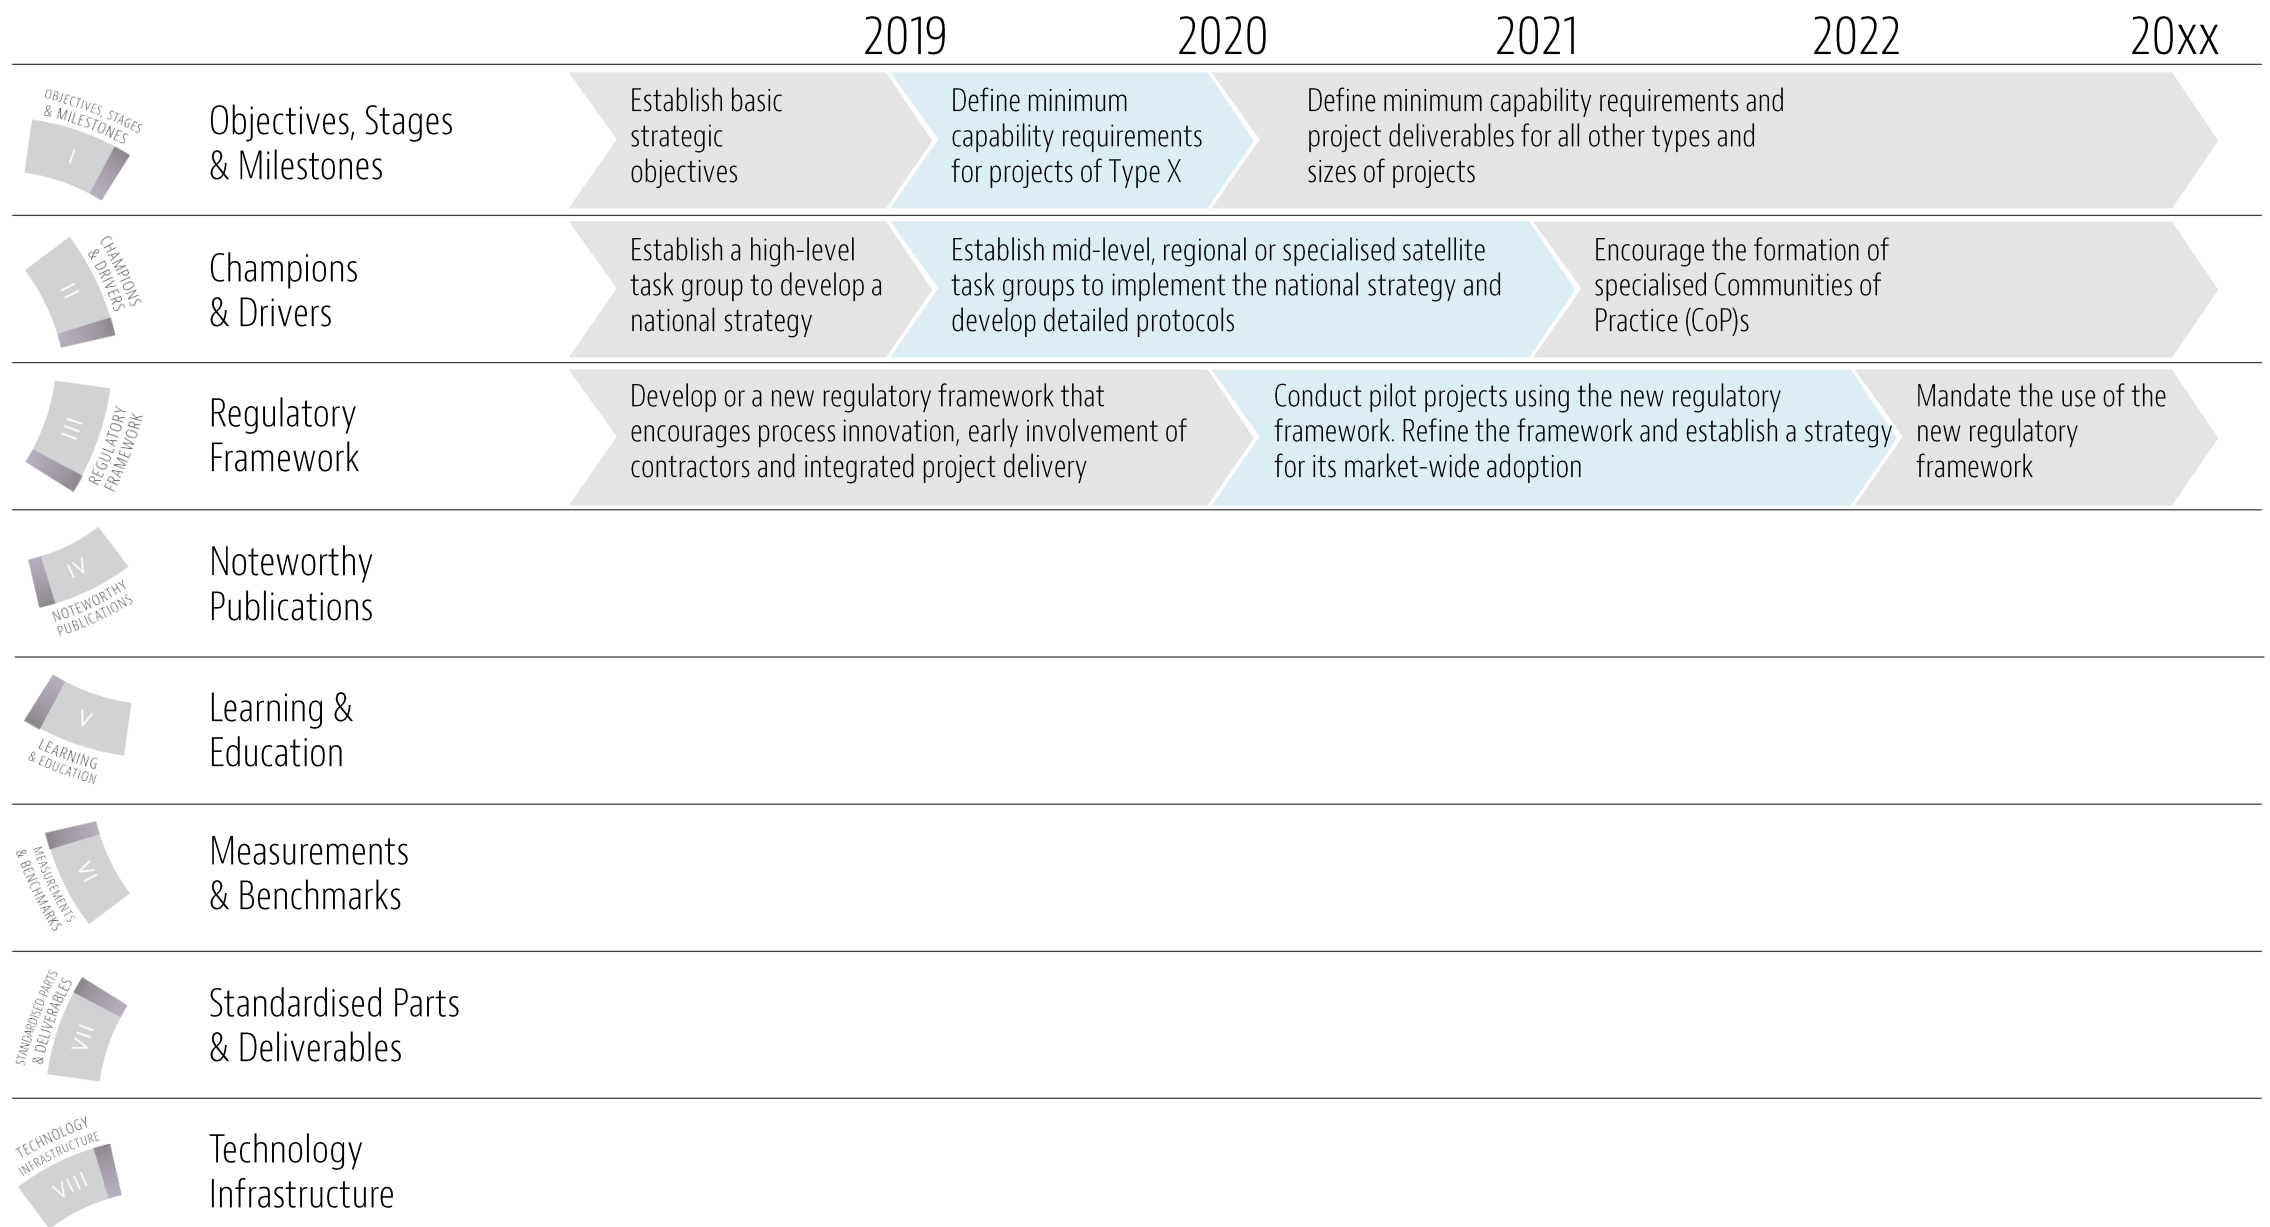 2019 2020 2021 2022 20xx
OBJECTIVES, STAGES
& MILESTONES
I
Objectives, Stages
& Milestones
Establish basic
strategic
objectives
Define minimum
capability requirements
for projects of Type X
Define minimum capability requirements and
project deliverables for all other types and
sizes of projects
CHAMPIONS
& DRIVERS
II
Champions
& Drivers
Establish a high-level
task group to develop a
national strategy
Establish mid-level, regional or specialised satellite
task groups to implement the national strategy and
develop detailed protocols
Encourage the formation of
specialised Communities of
Practice (CoP)s
III
REGULATORY
FRAMEWORK
Regulatory
Framework
Develop or a new regulatory framework that
encourages process innovation, early involvement of
contractors and integrated project delivery
Conduct pilot projects using the new regulatory
framework. Refine the framework and establish a strategy
for its market-wide adoption
Mandate the use of the
new regulatory
framework
IV
NOTEWORTHY
PUBLICATIONS
Noteworthy
Publications
V
LEARNING
& EDUCATION
Learning &
Education
VI
MEASUREMENTS
& BENCHMARKS
Measurements
& Benchmarks
STANDARDISED PARTS
& DELIVERABLES
VII
Standardised Parts
& Deliverables
TECHNOLOGY
INFRASTRUCTURE
VIII
Technology
Infrastructure